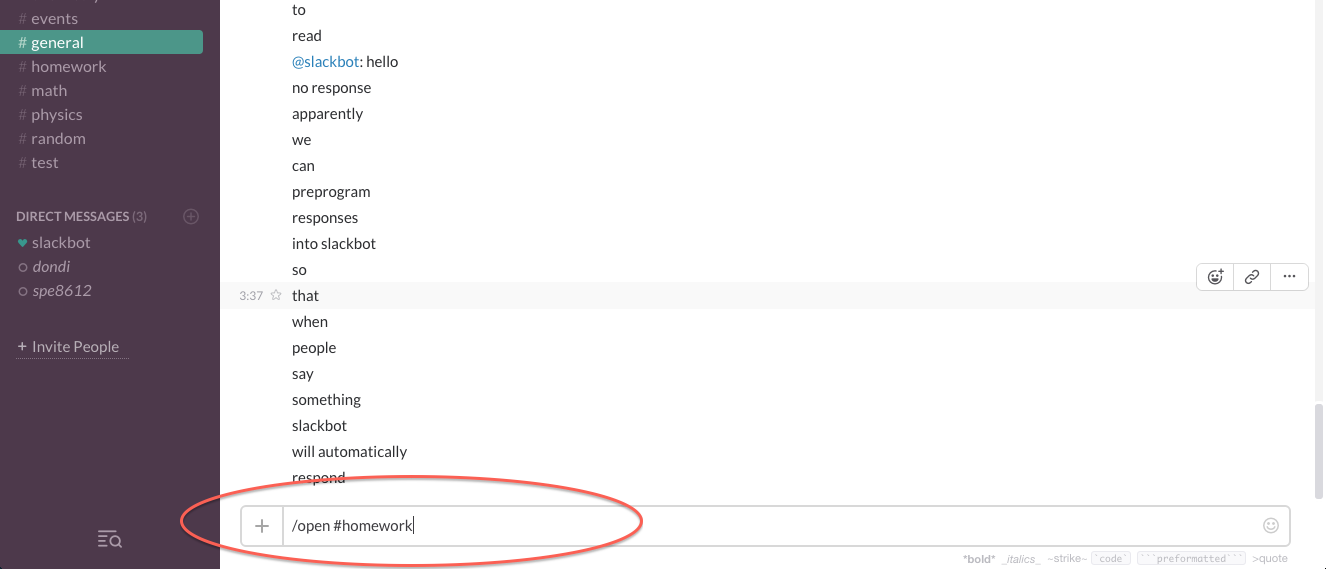 # events
# general
# homework
# math
# physics
# random
# test
DIRECT MESSAGES (3)
slackbot
dondi
spe8612
+ Invite People
to
read
@slackbot: hello
no response
apparently
we
can
preprogram
responses
into slackbot
so
3:37 that
when
people
say
something
slackbot
will automatically
respond
/open #homework
*bold* _italics_ ~strike~ `code` ```preformatted``` >quote